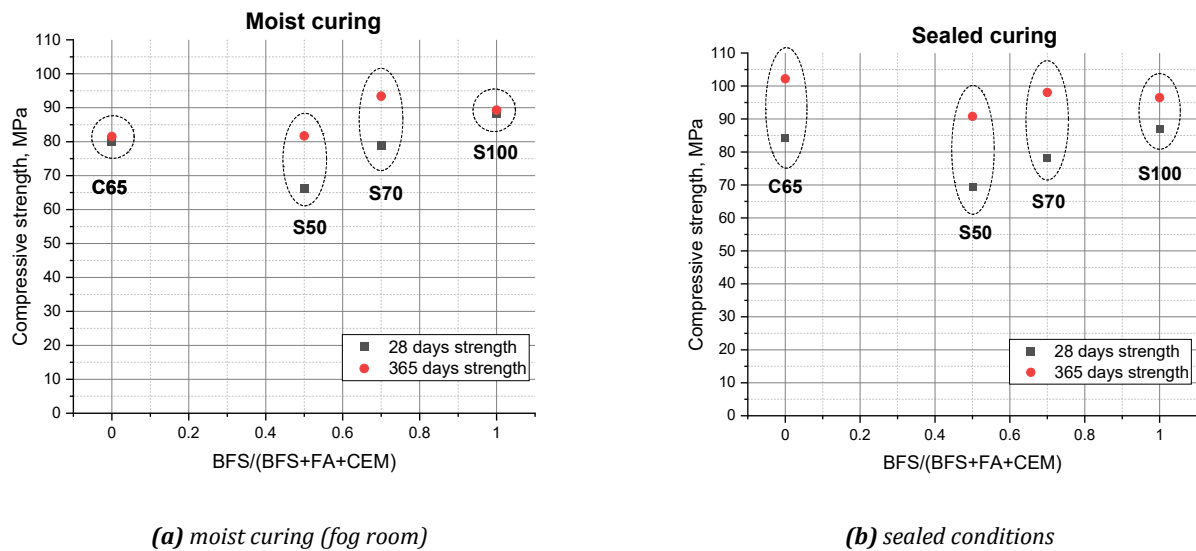 Moist curing
110
100
90
80
70
60
50
40
30
20
10
0
Compressive strength, MPa
C65
S50
S70
S100
28 days strength
365 days strength
0 0.2 0.4 0.6 0.8 1
BFS/(BFS+FA+CEM)
(a) moist curing (fog room)
Sealed curing
110
100
90
80
70
60
50
40
30
20
10
0
Compressive strength, MPa
C65
S50
S70
S100
28 days strength
365 days strength
0 0.2 0.4 0.6 0.8 1
BFS/(BFS+FA+CEM)
(b) sealed conditions